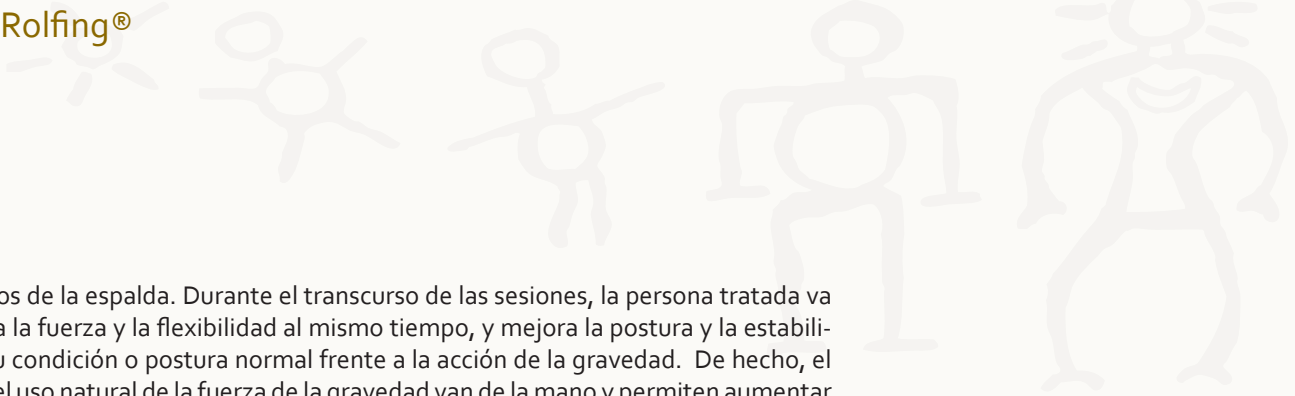 Rolfing®
os de la espalda. Durante el transcurso de las sesiones, la persona tratada va
a la fuerza y la flexibilidad al mismo tiempo, y mejora la postura y la estabili-
u condición o postura normal frente a la acción de la gravedad. De hecho, el
el uso natural de la fuerza de la gravedad van de la mano y permiten aumentar